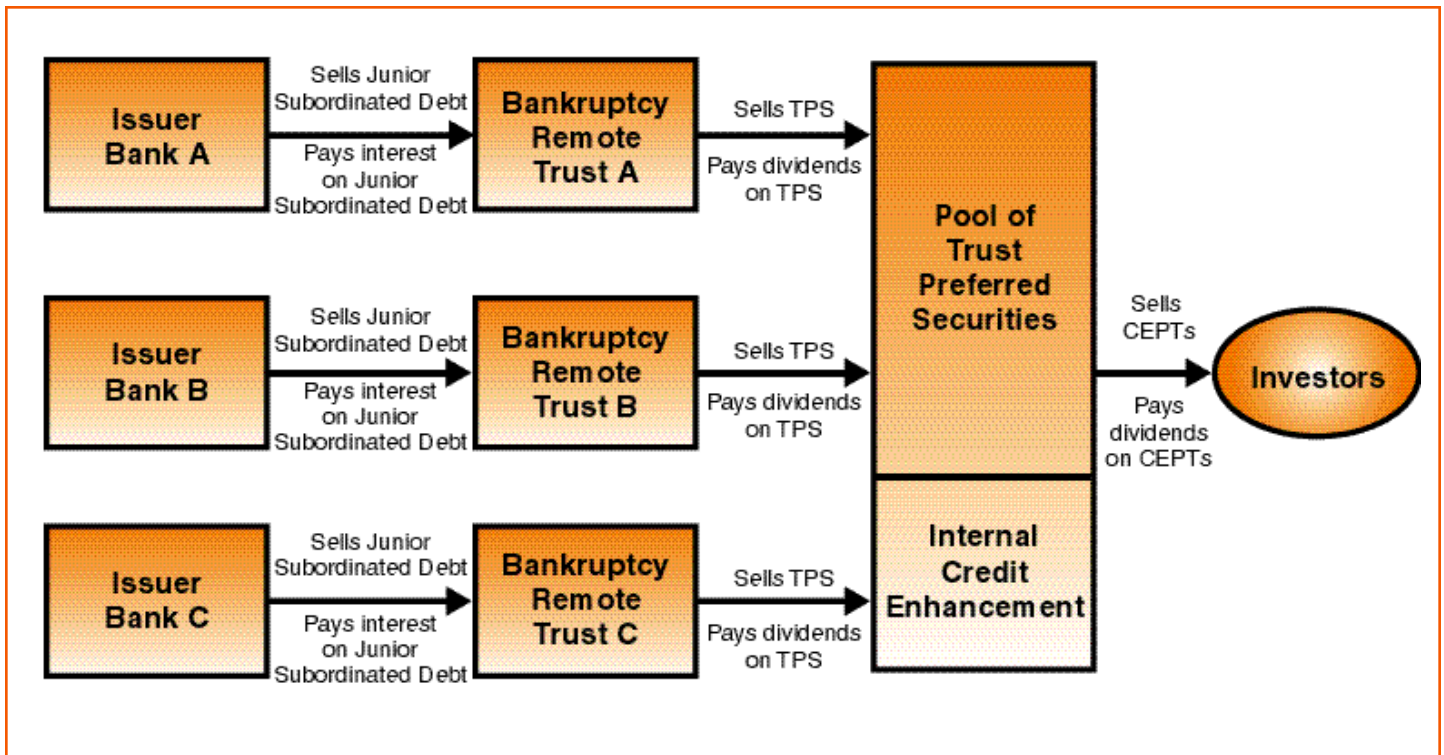 Issuer
Bank A
Sells Junior
Subordinated Debt
Pays interest
on Junior
Subordinated Debt
Bankruptcy
Remote
Trust A
Sells TPS
Pays dividends
on TPS
Issuer
Bank B
Sells Junior
Subordinated Debt
Pays interest
on Junior
Subordinated Debt
Bankruptcy
Remote
Trust B
Sells TPS
Pays dividends
on TPS
Issuer
Bank C
Sells Junior
Subordinated Debt
Pays interest
on Junior
Subordinated Debt
Bankruptcy
Remote
Trust C
Sells TPS
Pays dividends
on TPS
Pool of
Trust
Preferred
Securities
Internal
Credit
Enhancement
Sells
CEPTs
Pays
dividends
on CEPTs
Investors